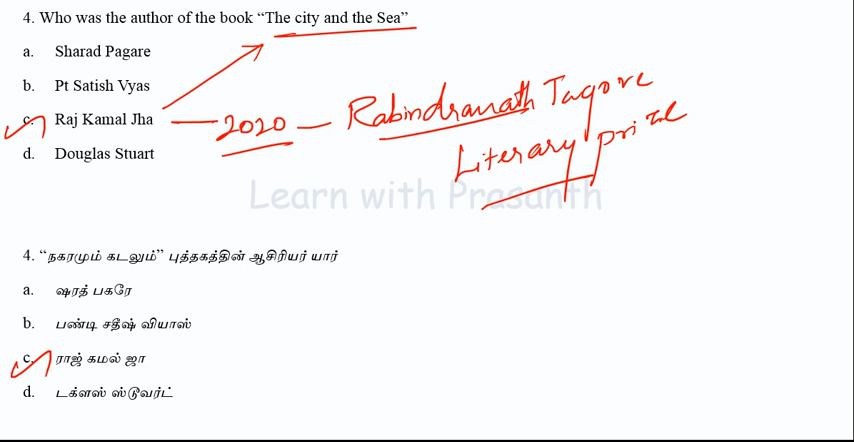 4. Who was the author of the book “The city and the Sea”
a. Sharad Pagare
b. Pt Satish Vyas
c. Raj Kamal Jha — 2020 — Rabindranath Tagore
Literary prize
d. Douglas Stuart
Learn with Prasanth
4. “நகரமும் கடலும்” புத்தகத்தின் ஆசிரியர் யார்
a. ஷரத் பகரே
b. பண்டி சதீஷ் வியாஸ்
c. ராஜ் கமல் ஜா
d. டக்ளஸ் ஸ்டூவர்ட்